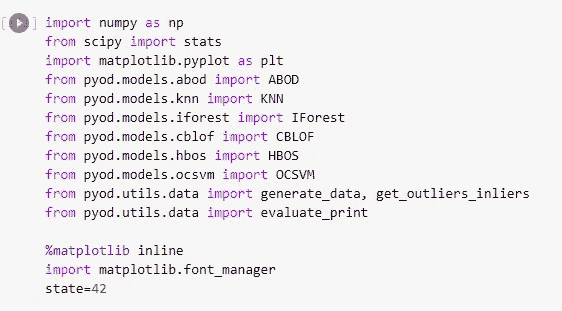 import numpy as np
from scipy import stats
import matplotlib.pyplot as plt
from pyod.models.abod import ABOD
from pyod.models.knn import KNN
from pyod.models.iforest import IForest
from pyod.models.cblof import CBLOF
from pyod.models.hbos import HBOS
from pyod.models.ocsvm import OCSVM
from pyod.utils.data import generate_data, get_outliers_inliers
from pyod.utils.data import evaluate_print

%matplotlib inline
import matplotlib.font_manager
state=42